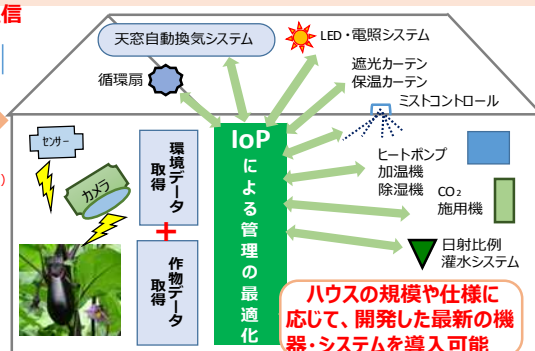 信
天窓自動換気システム
LED・電照システム
循環扇
遮光カーテン
保温カーテン
ミストコントロール
センサー
カメラ
)
環境データ
取得
+
作物データ
取得
IoP
による管理の最適化
ヒートポンプ
加温機
除湿機
CO₂
施用機
日射比例
灌水システム
ハウスの規模や仕様に
応じて、開発した最新の機
器・システムを導入可能